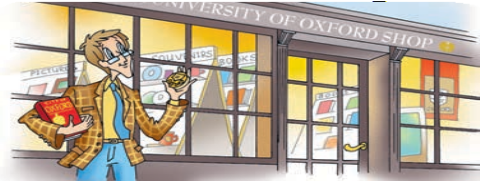 UNIVERSITY OF OXFORD SHOP
PICTURES
SOUVENIRS
BOOKS
OXFORD